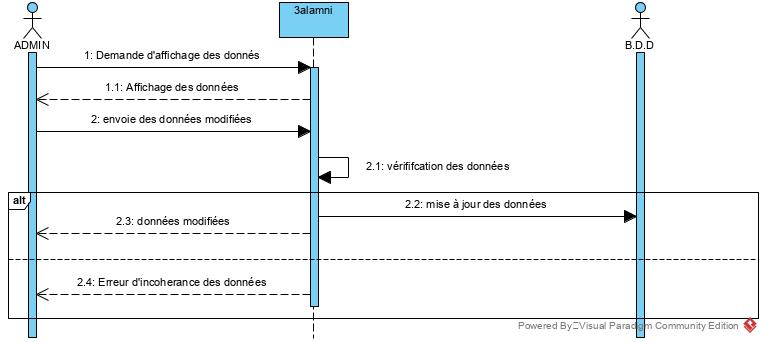 3alamni
ADMIN
B.D.D
1: Demande d'affichage des donnés
1.1: Affichage des données
2: envoie des données modifiées
2.1: vérififcation des données
alt
2.2: mise à jour des données
2.3: données modifiées
2.4: Erreur d'incoherance des données
Powered By Visual Paradigm Community Edition